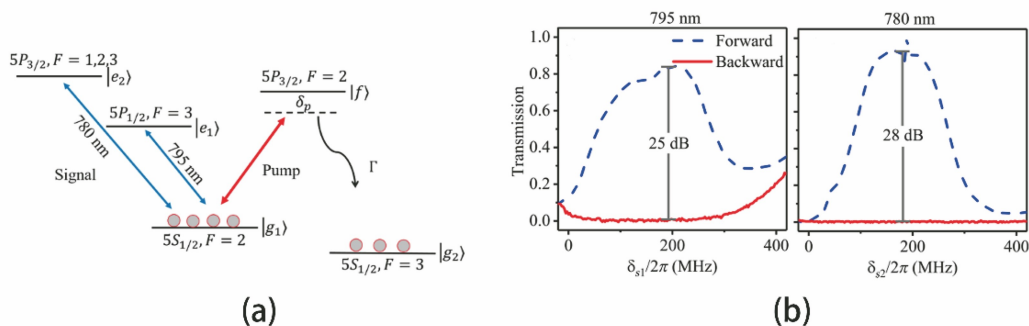 5P₃/₂, F = 1,2,3
|e₂⟩
5P₁/₂, F = 3
|e₁⟩
780 nm
795 nm
Signal
5P₃/₂, F = 2
|f⟩
δₚ
Pump
Γ
|g₁⟩
5S₁/₂, F = 2
|g₂⟩
5S₁/₂, F = 3
(a)
795 nm
780 nm
Forward
Backward
Transmission
1.0
0.8
0.6
0.4
0.2
0.0
25 dB
28 dB
0 200 400
0 200 400
δₛ₁/2π (MHz)
δₛ₂/2π (MHz)
(b)